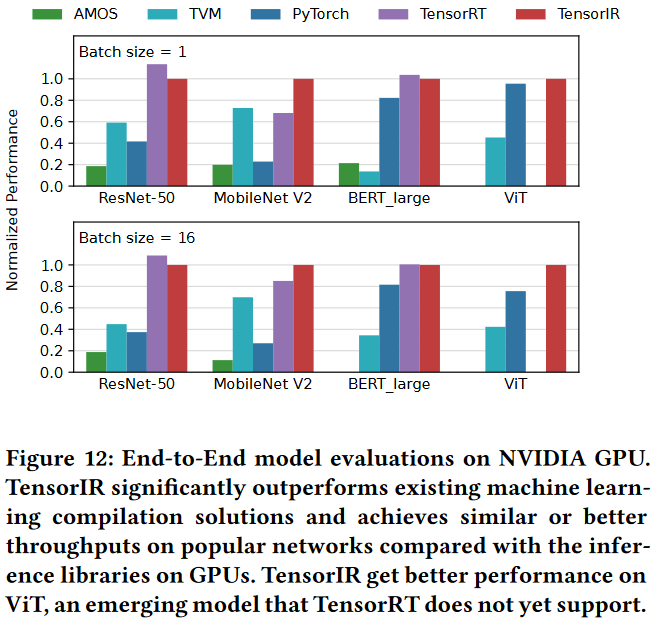 AMOS TVM PyTorch TensorRT TensorIR
Normalized Performance
Batch size = 1
1.0
0.8
0.6
0.4
0.2
0.0
ResNet-50 MobileNet V2 BERT_large ViT
Batch size = 16
1.0
0.8
0.6
0.4
0.2
0.0
ResNet-50 MobileNet V2 BERT_large ViT
Figure 12: End-to-End model evaluations on NVIDIA GPU.
TensorIR significantly outperforms existing machine learn-
ing compilation solutions and achieves similar or better
throughputs on popular networks compared with the infer-
ence libraries on GPUs. TensorIR get better performance on
ViT, an emerging model that TensorRT does not yet support.